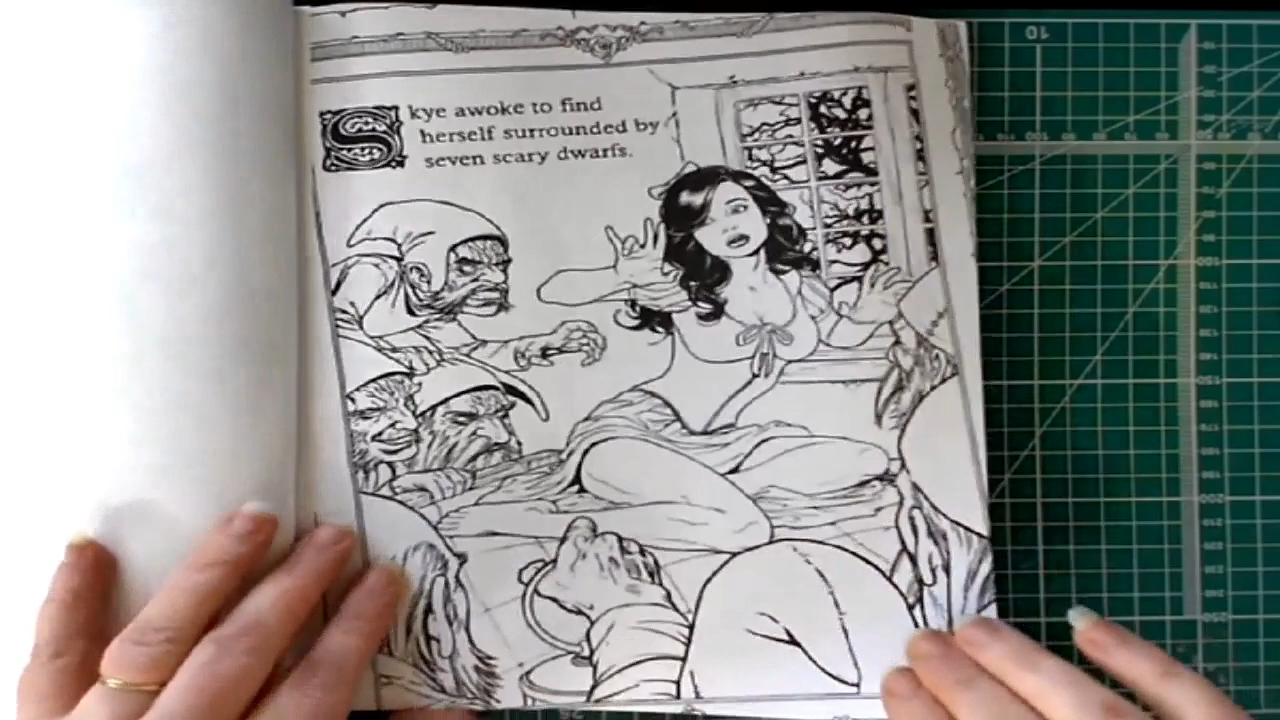 Skye awoke to find
herself surrounded by
seven scary dwarfs.